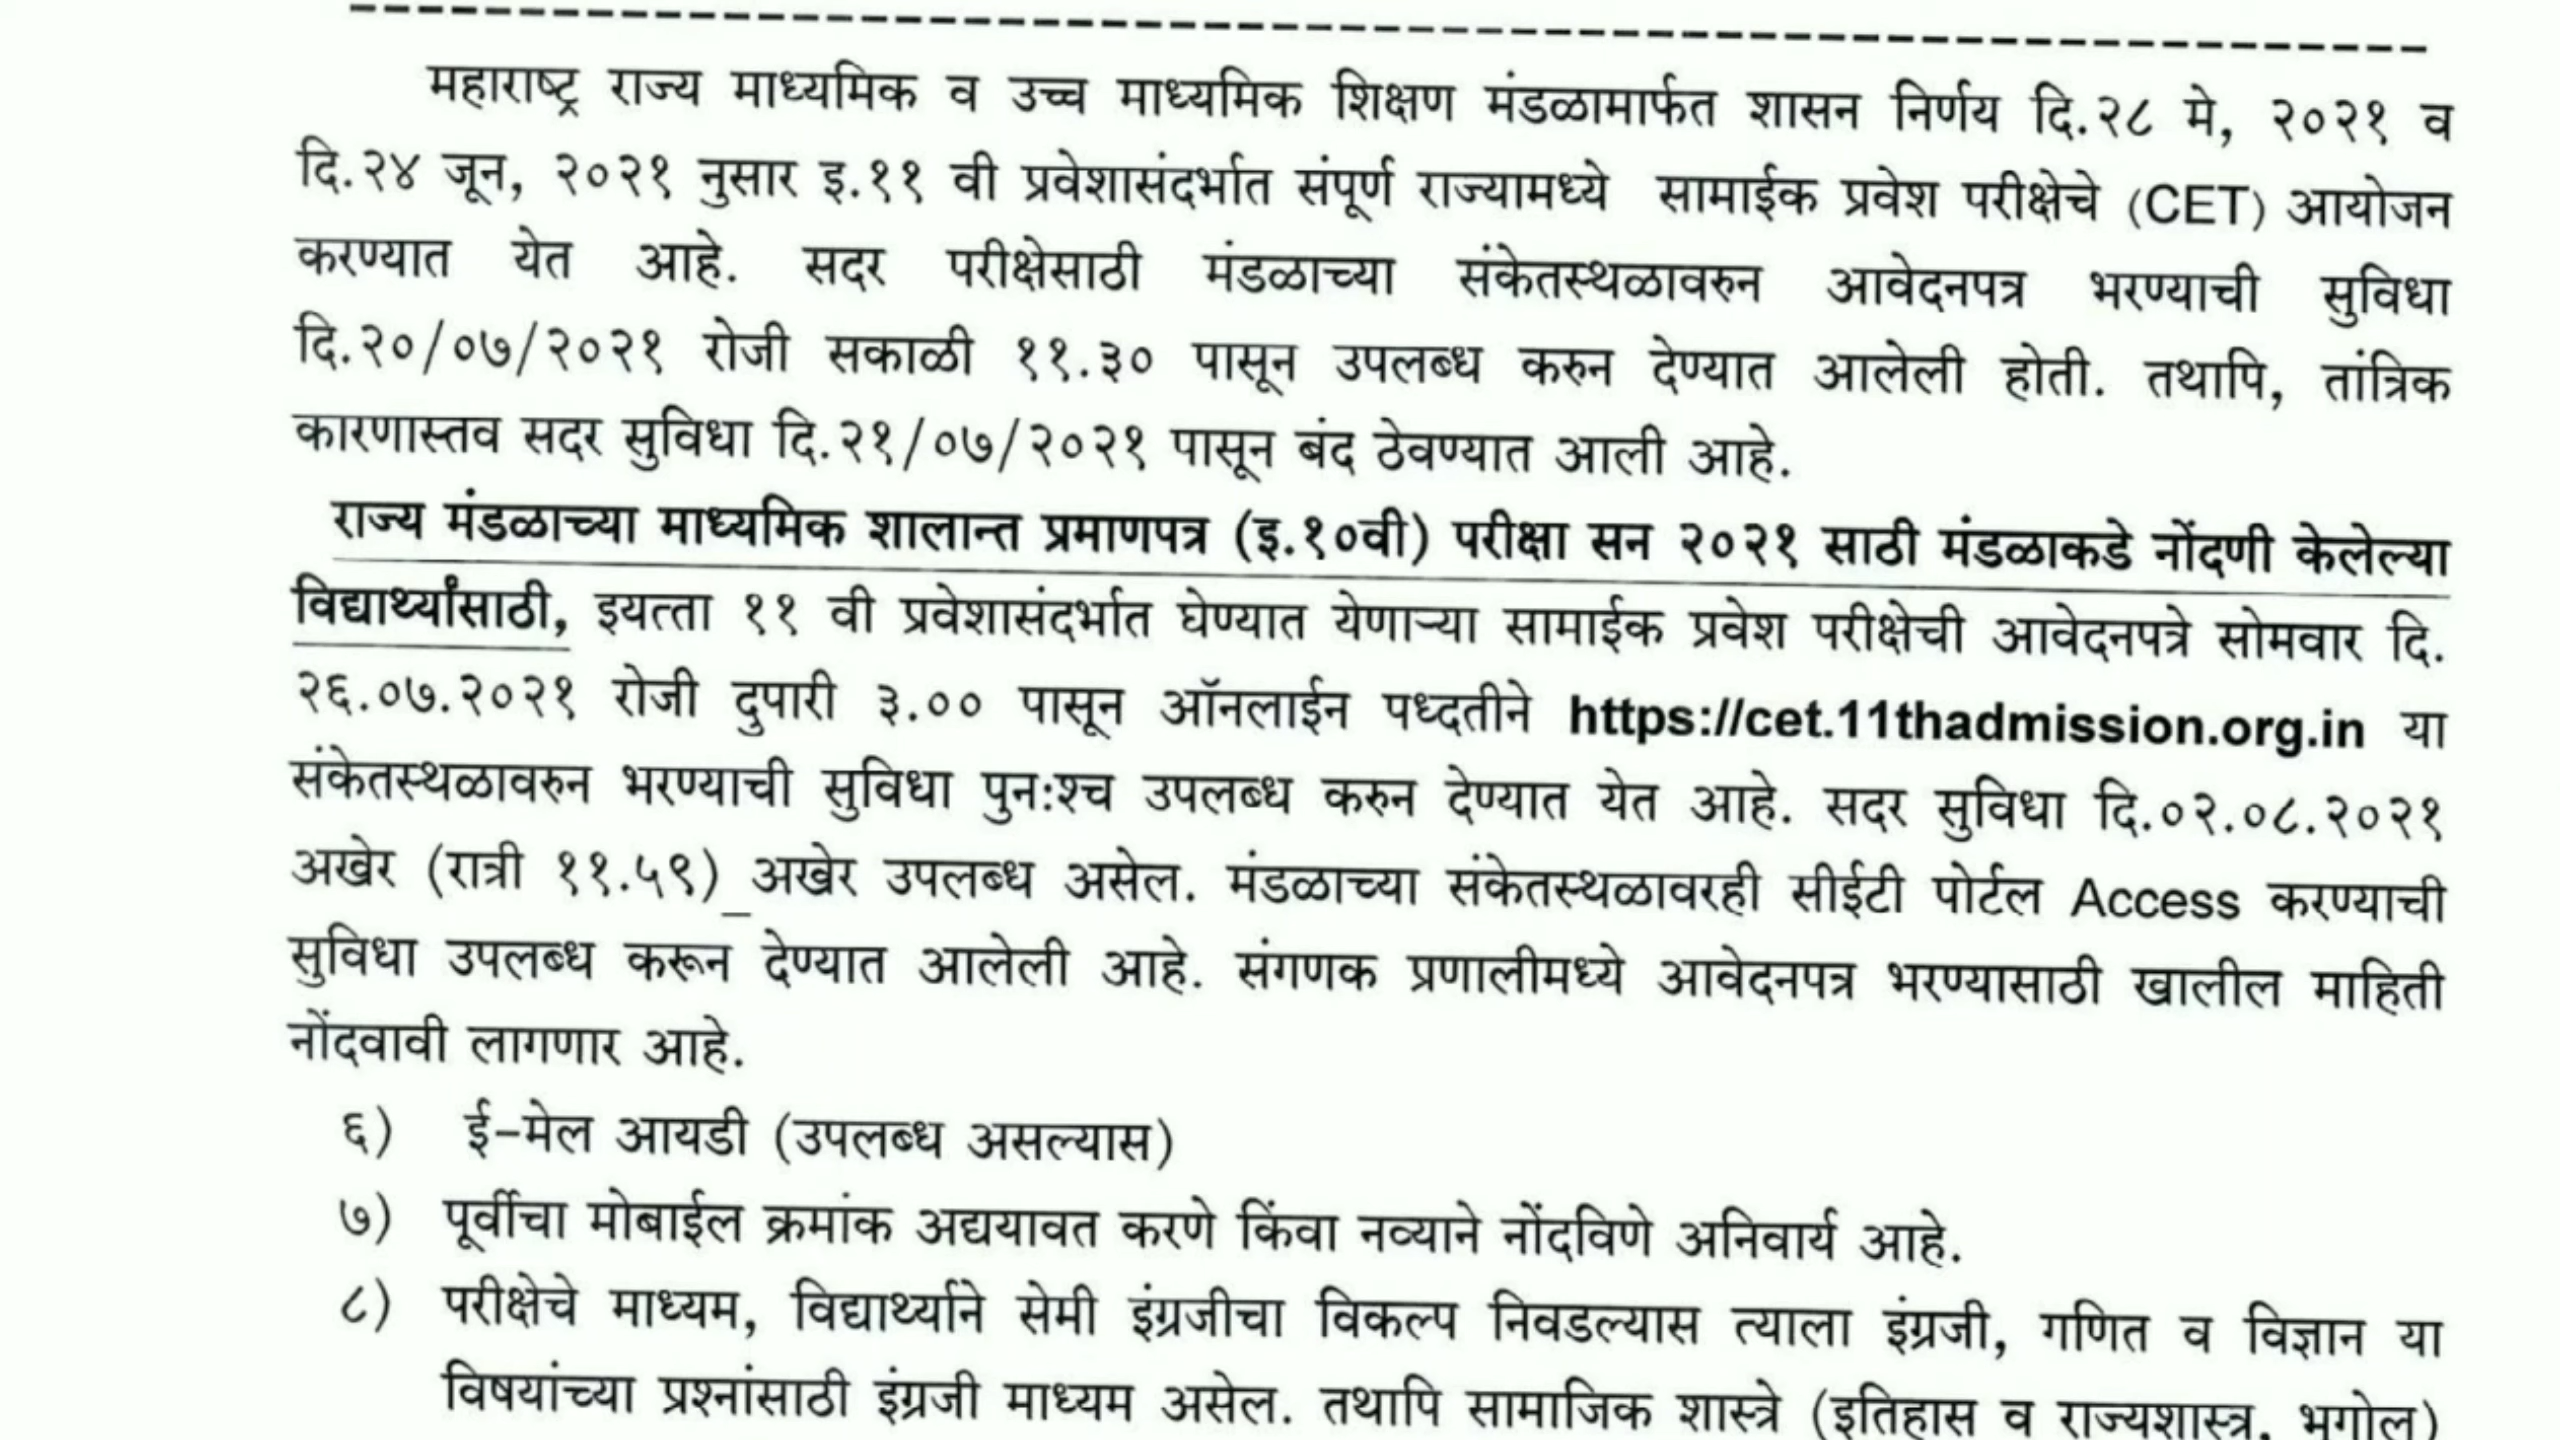 महाराष्ट्र राज्य माध्यमिक व उच्च माध्यमिक शिक्षण मंडळामार्फत शासन निर्णय दि.२८ मे, २०२१ व
दि.२४ जून, २०२१ नुसार इ.११ वी प्रवेशासंदर्भात संपूर्ण राज्यामध्ये सामाईक प्रवेश परीक्षेचे (CET) आयोजन
करण्यात येत आहे. सदर परीक्षेसाठी मंडळाच्या संकेतस्थळावरुन आवेदनपत्र भरण्याची सुविधा
दि.२०/०७/२०२१ रोजी सकाळी ११.३० पासून उपलब्ध करुन देण्यात आलेली होती. तथापि, तांत्रिक
कारणास्तव सदर सुविधा दि.२१/०७/२०२१ पासून बंद ठेवण्यात आली आहे.
राज्य मंडळाच्या माध्यमिक शालान्त प्रमाणपत्र (इ.१०वी) परीक्षा सन २०२१ साठी मंडळाकडे नोंदणी केलेल्या
विद्यार्थ्यांसाठी, इयत्ता ११ वी प्रवेशासंदर्भात घेण्यात येणाऱ्या सामाईक प्रवेश परीक्षेची आवेदनपत्रे सोमवार दि.
२६.०७.२०२१ रोजी दुपारी ३.०० पासून ऑनलाईन पध्दतीने https://cet.11thadmission.org.in या
संकेतस्थळावरुन भरण्याची सुविधा पुन:श्च उपलब्ध करुन देण्यात येत आहे. सदर सुविधा दि.०२.०८.२०२१
अखेर (रात्री ११.५९)_अखेर उपलब्ध असेल. मंडळाच्या संकेतस्थळावरही सीईटी पोर्टल Access करण्याची
सुविधा उपलब्ध करून देण्यात आलेली आहे. संगणक प्रणालीमध्ये आवेदनपत्र भरण्यासाठी खालील माहिती
नोंदवावी लागणार आहे.
६) ई-मेल आयडी (उपलब्ध असल्यास)
७) पूर्वीचा मोबाईल क्रमांक अद्ययावत करणे किंवा नव्याने नोंदविणे अनिवार्य आहे.
८) परीक्षेचे माध्यम, विद्यार्थ्याने सेमी इंग्रजीचा विकल्प निवडल्यास त्याला इंग्रजी, गणित व विज्ञान या
विषयांच्या प्रश्नांसाठी इंग्रजी माध्यम असेल. तथापि सामाजिक शास्त्रे (इतिहास व राज्यशास्त्र, भूगोल)